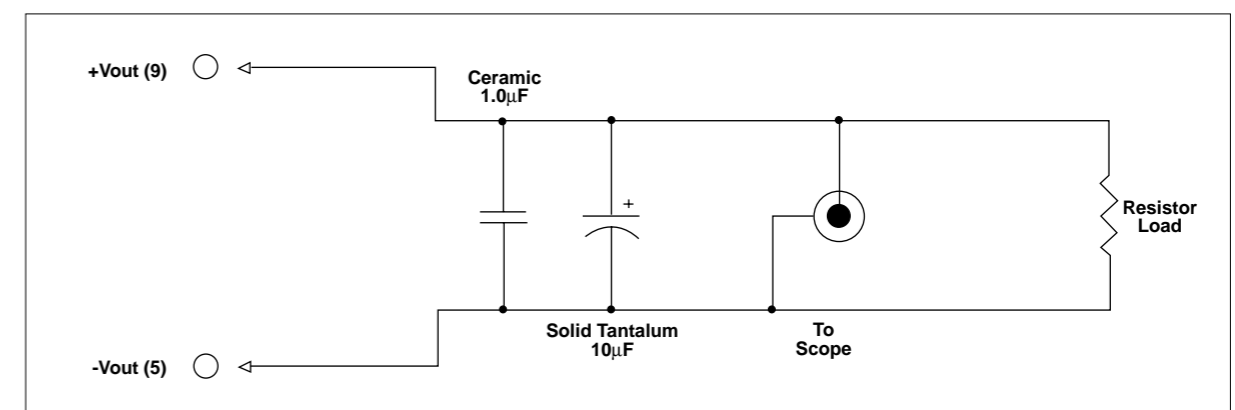 +Vout (9)
Ceramic
1.0μF
+
Resistor
Load
Solid Tantalum
10μF
To
Scope
-Vout (5)